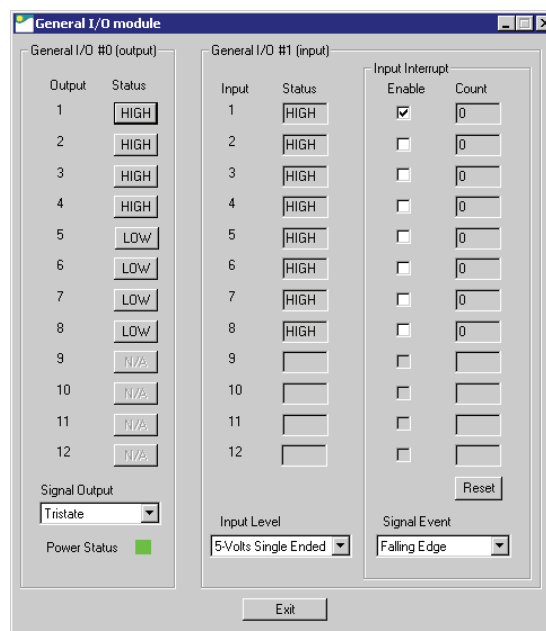 General I/O module
General I/O #0 (output)
Output Status
1 HIGH
2 HIGH
3 HIGH
4 HIGH
5 LOW
6 LOW
7 LOW
8 LOW
9 N/A
10 N/A
11 N/A
12 N/A
Signal Output
Tristate
Power Status
General I/O #1 (input)
Input Interrupt
Input Status Enable Count
1 HIGH 0
2 HIGH 0
3 HIGH 0
4 HIGH 0
5 HIGH 0
6 HIGH 0
7 HIGH 0
8 HIGH 0
9
10
11
12
Reset
Input Level
5-Volts Single Ended
Signal Event
Falling Edge
Exit